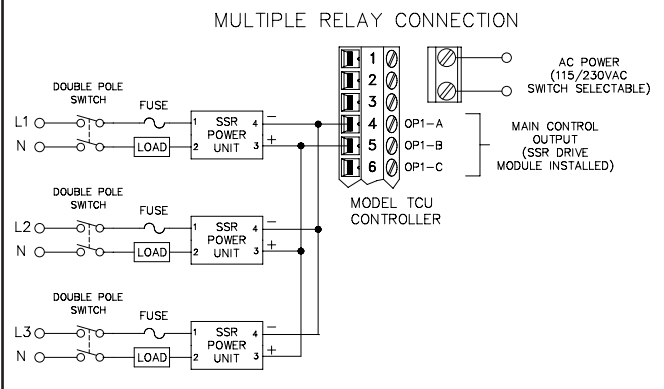 MULTIPLE RELAY CONNECTION
1
2
3
4 OP1-A
5 OP1-B
6 OP1-C
AC POWER
(115/230VAC
SWITCH SELECTABLE)
MAIN CONTROL
OUTPUT
(SSR DRIVE
MODULE INSTALLED)
MODEL TCU
CONTROLLER
DOUBLE POLE
SWITCH
FUSE
L1
N
LOAD
1 SSR 4 −
POWER
2 UNIT 3 +
DOUBLE POLE
SWITCH
FUSE
L2
N
LOAD
1 SSR 4 −
POWER
2 UNIT 3 +
DOUBLE POLE
SWITCH
FUSE
L3
N
LOAD
1 SSR 4 −
POWER
2 UNIT 3 +